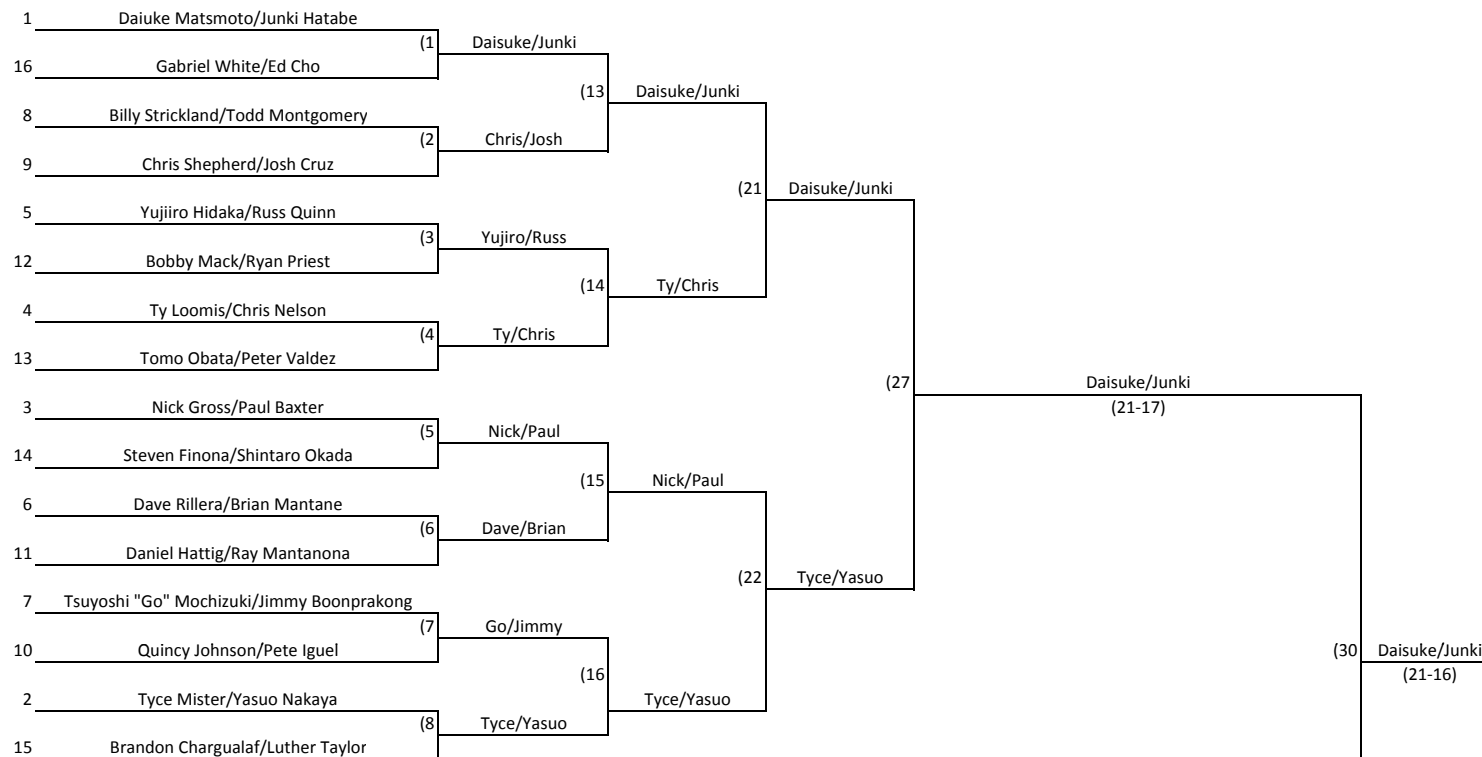 1 Daiuke Matsmoto/Junki Hatabe
(1 Daisuke/Junki
16 Gabriel White/Ed Cho
(13 Daisuke/Junki
8 Billy Strickland/Todd Montgomery
(2 Chris/Josh
9 Chris Shepherd/Josh Cruz
(21 Daisuke/Junki
5 Yujiiro Hidaka/Russ Quinn
(3 Yujiro/Russ
12 Bobby Mack/Ryan Priest
(14 Ty/Chris
4 Ty Loomis/Chris Nelson
(4 Ty/Chris
13 Tomo Obata/Peter Valdez
(27 Daisuke/Junki
3 Nick Gross/Paul Baxter (21-17)
(5 Nick/Paul
14 Steven Finona/Shintaro Okada
(15 Nick/Paul
6 Dave Rillera/Brian Mantane
(6 Dave/Brian
11 Daniel Hattig/Ray Mantanona
(22 Tyce/Yasuo
7 Tsuyoshi "Go" Mochizuki/Jimmy Boonprakong
(7 Go/Jimmy
10 Quincy Johnson/Pete Iguel (30 Daisuke/Junki
(16 (21-16)
2 Tyce Mister/Yasuo Nakaya Tyce/Yasuo
(8 Tyce/Yasuo
15 Brandon Chargualaf/Luther Taylor